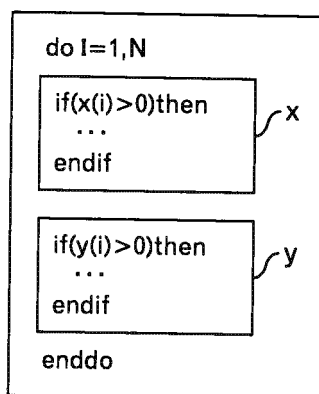 do I=1,N
if(x(i)>0)then
...
endif
x
if(y(i)>0)then
...
endif
y
enddo